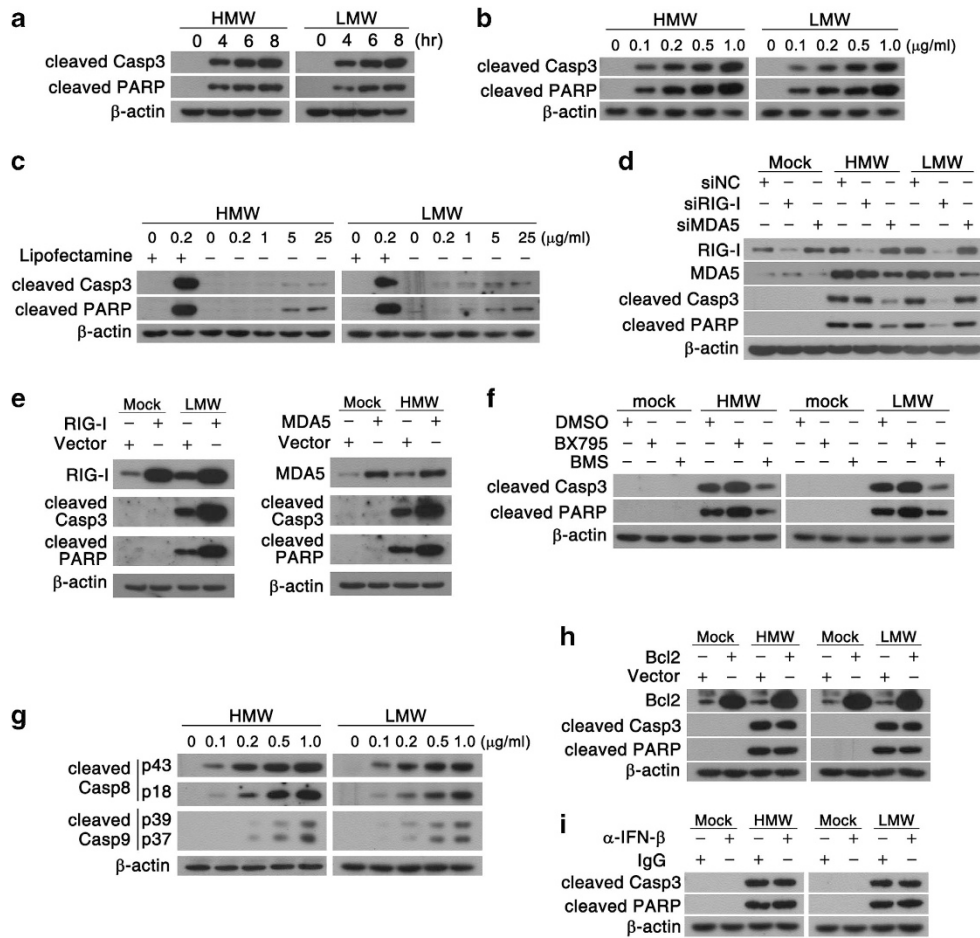 a
HMW LMW
0 4 6 8 0 4 6 8 (hr)
cleaved Casp3
cleaved PARP
β-actin
b
HMW LMW
0 0.1 0.2 0.5 1.0 0 0.1 0.2 0.5 1.0 (μg/ml)
cleaved Casp3
cleaved PARP
β-actin
c
HMW LMW
0 0.2 0 0.2 1 5 25 0 0.2 0 0.2 1 5 25 (μg/ml)
Lipofectamine + + − − − − − + + − − − − −
cleaved Casp3
cleaved PARP
β-actin
d
Mock HMW LMW
siNC + − − + − − + − −
siRIG-I − + − − + − − + −
siMDA5 − − + − − + − − +
RIG-I
MDA5
cleaved Casp3
cleaved PARP
β-actin
e
Mock LMW
RIG-I − + − +
Vector + − + −
RIG-I
cleaved
Casp3
cleaved
PARP
β-actin
Mock HMW
MDA5 − + − +
Vector + − + −
MDA5
cleaved
Casp3
cleaved
PARP
β-actin
f
mock HMW mock LMW
DMSO + − − + − − + − − + − −
BX795 − + − − + − − + − − + −
BMS − − + − − + − − + − − +
cleaved Casp3
cleaved PARP
β-actin
g
HMW LMW
0 0.1 0.2 0.5 1.0 0 0.1 0.2 0.5 1.0 (μg/ml)
cleaved p43
Casp8 p18
cleaved p39
Casp9 p37
β-actin
h
Mock HMW Mock LMW
Bcl2 − + − + − + − +
Vector + − + − + − + −
Bcl2
cleaved Casp3
cleaved PARP
β-actin
i
Mock HMW Mock LMW
α-IFN-β − + − + − + − +
IgG + − + − + − + −
cleaved Casp3
cleaved PARP
β-actin